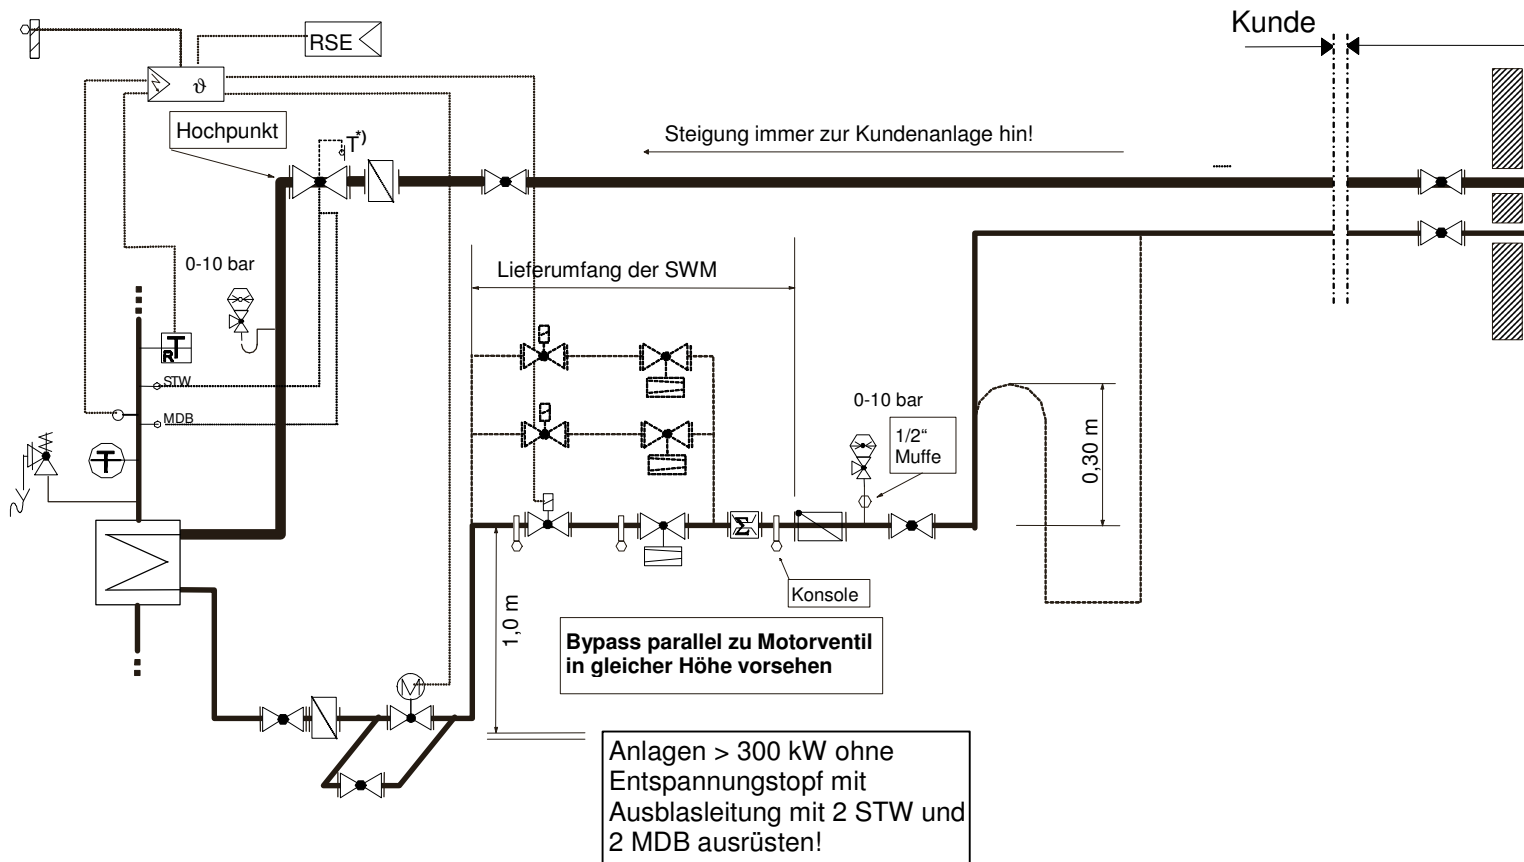 Kunde
RSE
ϑ
Hochpunkt
T*)
Steigung immer zur Kundenanlage hin!
0-10 bar
Lieferumfang der SWM
T
R
STW
MDB
T
0-10 bar
1/2“
Muffe
0,30 m
Σ
Konsole
1,0 m
Bypass parallel zu Motorventil
in gleicher Höhe vorsehen
M
Anlagen > 300 kW ohne
Entspannungstopf mit
Ausblasleitung mit 2 STW und
2 MDB ausrüsten!